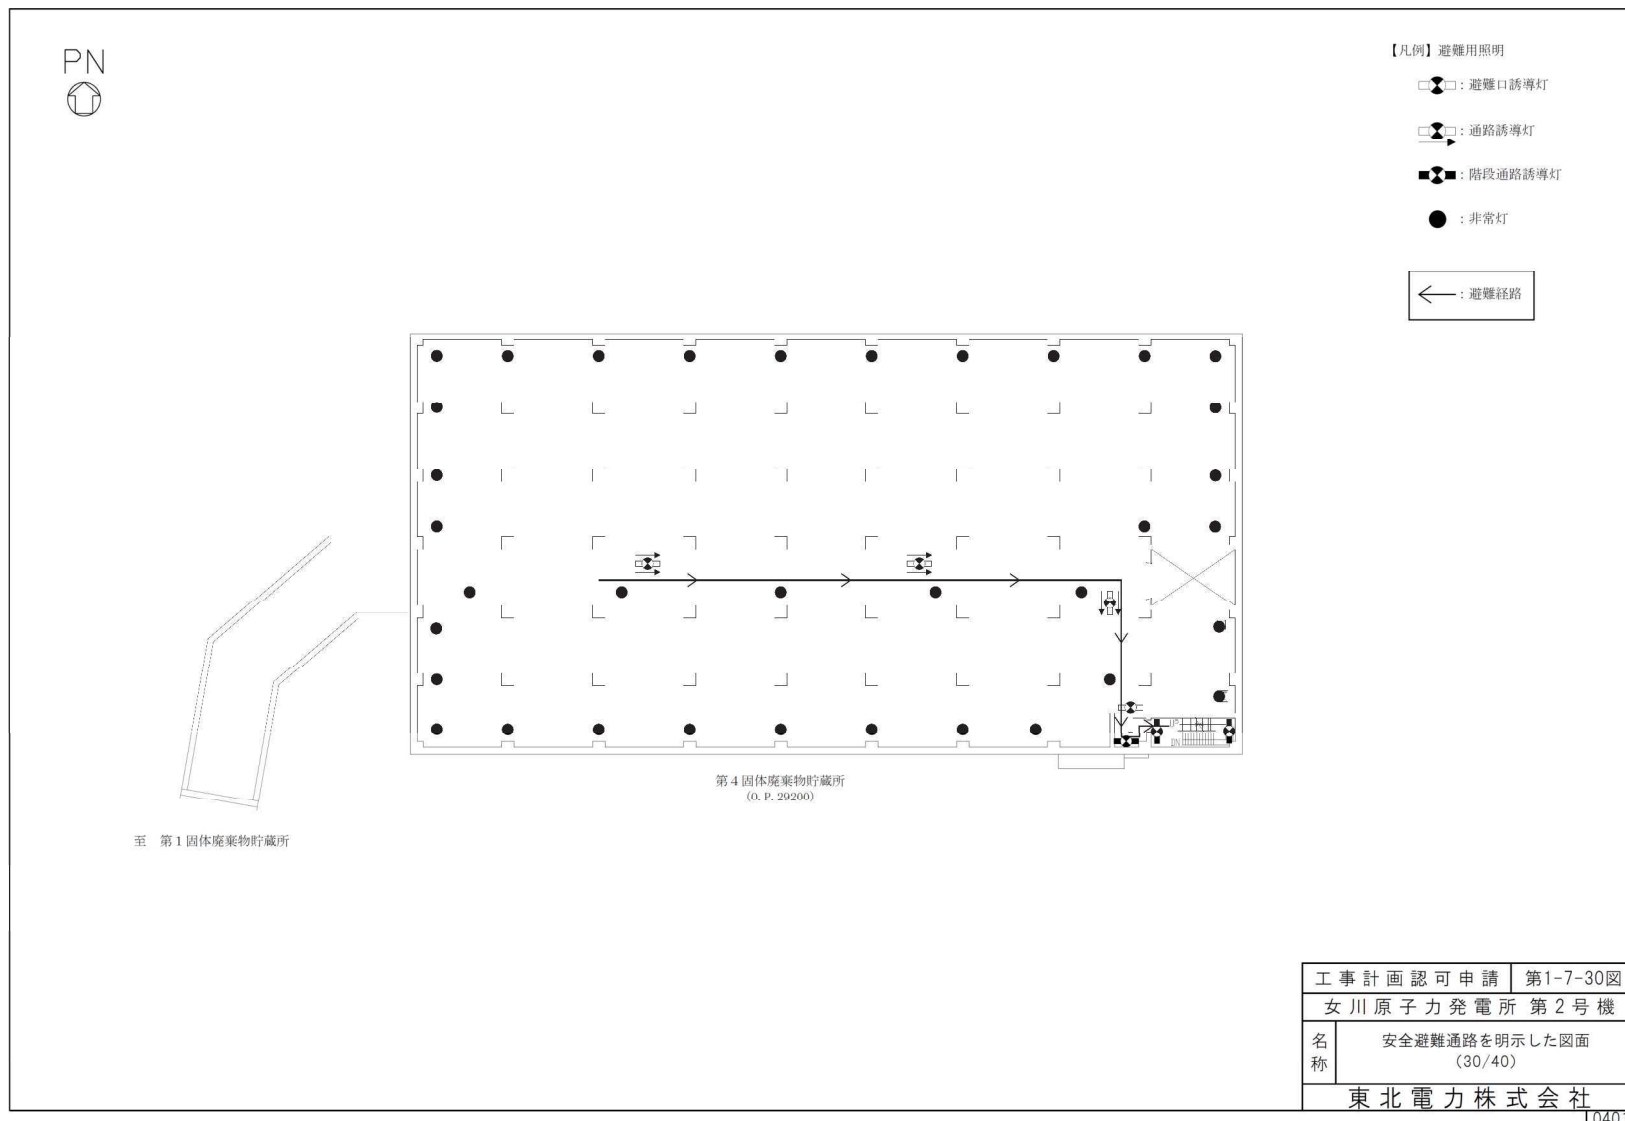 PN
【凡例】避難用照明
：避難口誘導灯
：通路誘導灯
：階段通路誘導灯
：非常灯
：避難経路
UP
DN
第４固体廃棄物貯蔵所
(O. P. 29200)
至　第１固体廃棄物貯蔵所
工事計画認可申請　第1-7-30図
女川原子力発電所 第２号機
名称　安全避難通路を明示した図面
(30/40)
東北電力株式会社